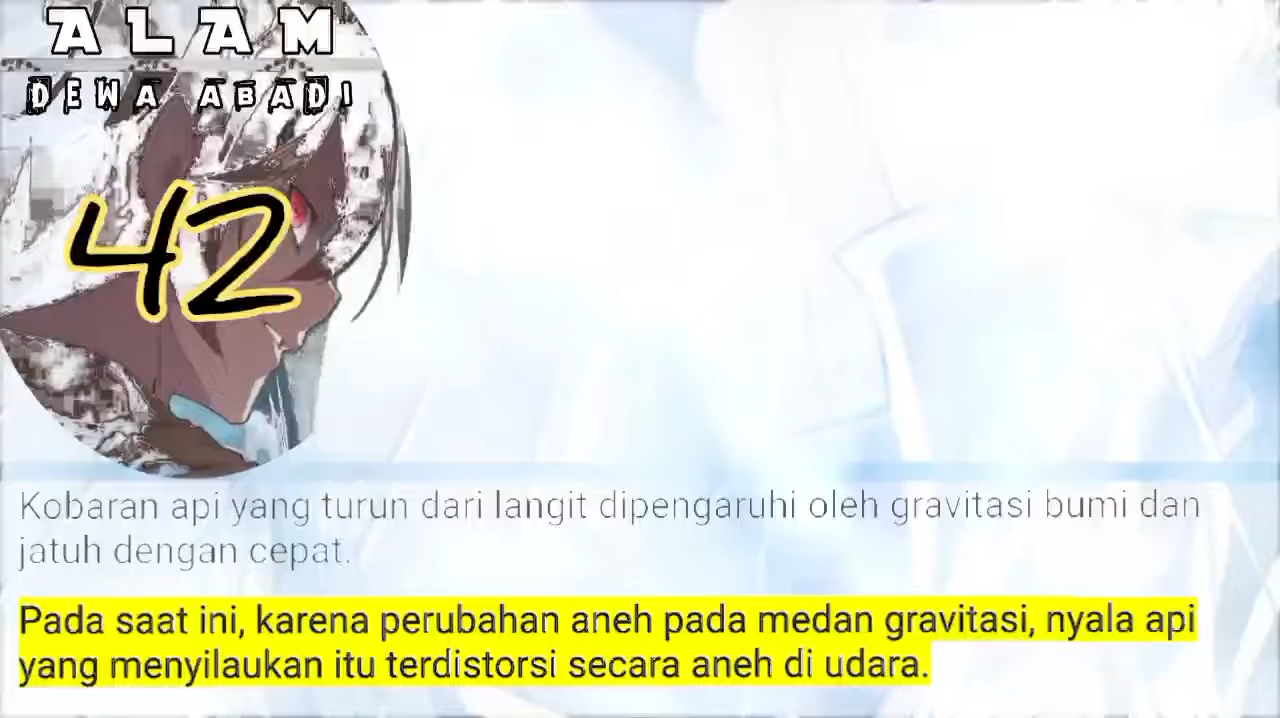 ALAM
DEWA ABADI
42
Kobaran api yang turun dari langit dipengaruhi oleh gravitasi bumi dan
jatuh dengan cepat.
Pada saat ini, karena perubahan aneh pada medan gravitasi, nyala api
yang menyilaukan itu terdistorsi secara aneh di udara.